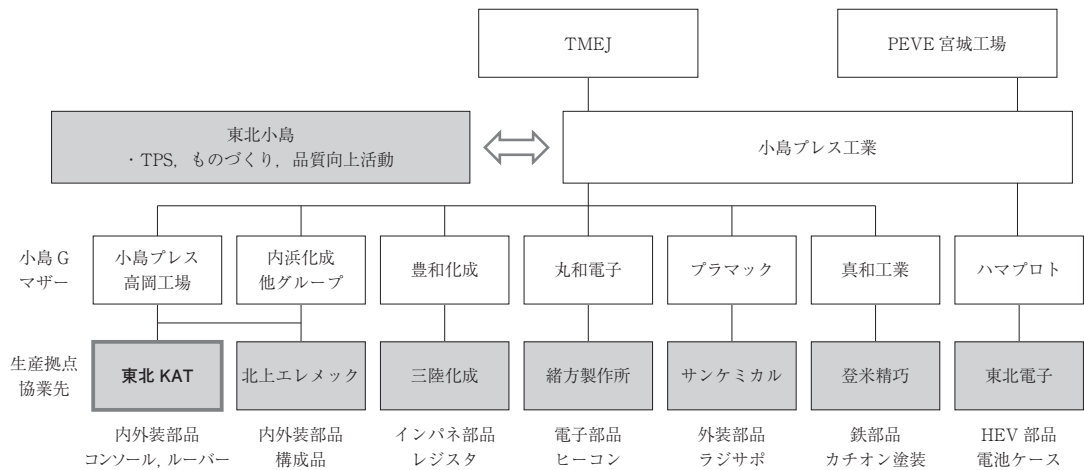 TMEJ
PEVE 宮城工場
東北小島
・TPS，ものづくり，品質向上活動
小島プレス工業
小島 G
マザー
小島プレス
高岡工場
内浜化成
他グループ
豊和化成
丸和電子
プラマック
真和工業
ハマプロト
生産拠点
協業先
東北 KAT
北上エレメック
三陸化成
緒方製作所
サンケミカル
登米精巧
東北電子
内外装部品
コンソール，ルーバー
内外装部品
構成品
インパネ部品
レジスタ
電子部品
ヒーコン
外装部品
ラジサポ
鉄部品
カチオン塗装
HEV 部品
電池ケース